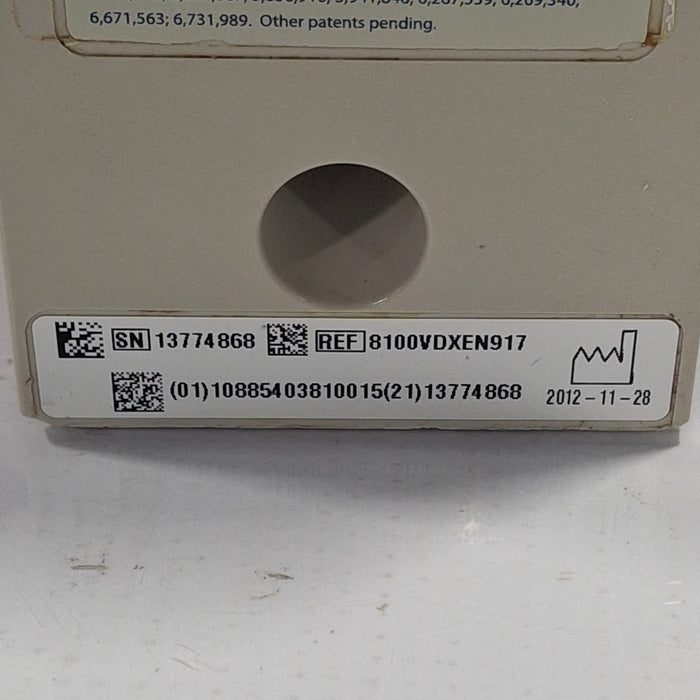 6,671,563; 6,731,989. Other patents pending.
SN 13774868 REF 8100VDXEN917
(01)10885403810015(21)13774868 2012-11-28